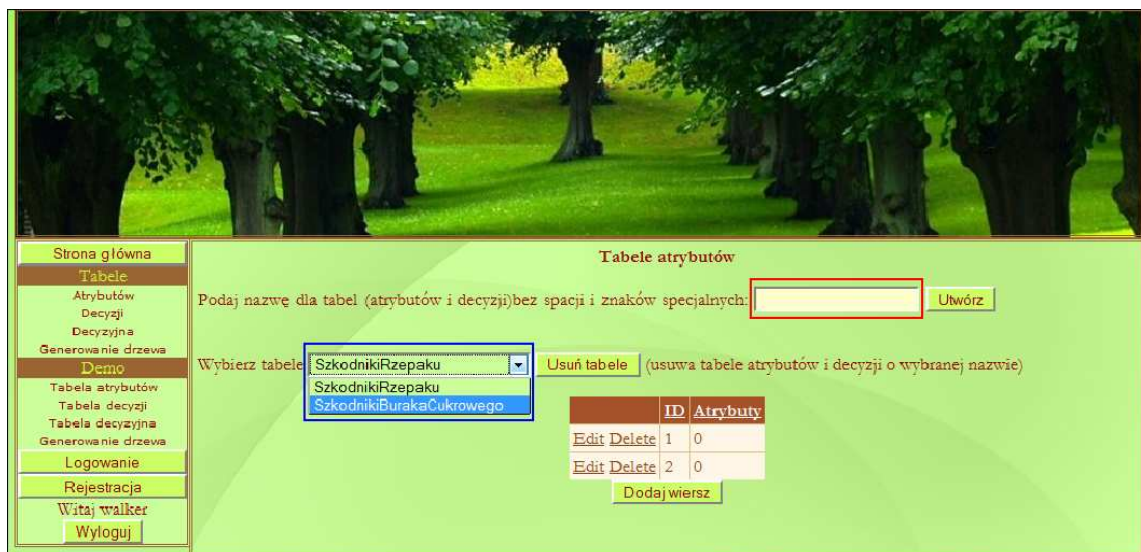 Strona główna
Tabele
Atrybutów
Decyzji
Decyzyjna
Generowanie drzewa
Demo
Tabela atrybutów
Tabela decyzji
Tabela decyzyjna
Generowanie drzewa
Logowanie
Rejestracja
Witaj walker
Wyloguj
Tabele atrybutów
Podaj nazwę dla tabel (atrybutów i decyzji)bez spacji i znaków specjalnych: Utwórz
Wybierz tabele SzkodnikiRzepaku Usuń tabele (usuwa tabele atrybutów i decyzji o wybranej nazwie)
SzkodnikiRzepaku
SzkodnikiBurakaCukrowego
ID Atrybuty
Edit Delete 1 0
Edit Delete 2 0
Dodaj wiersz